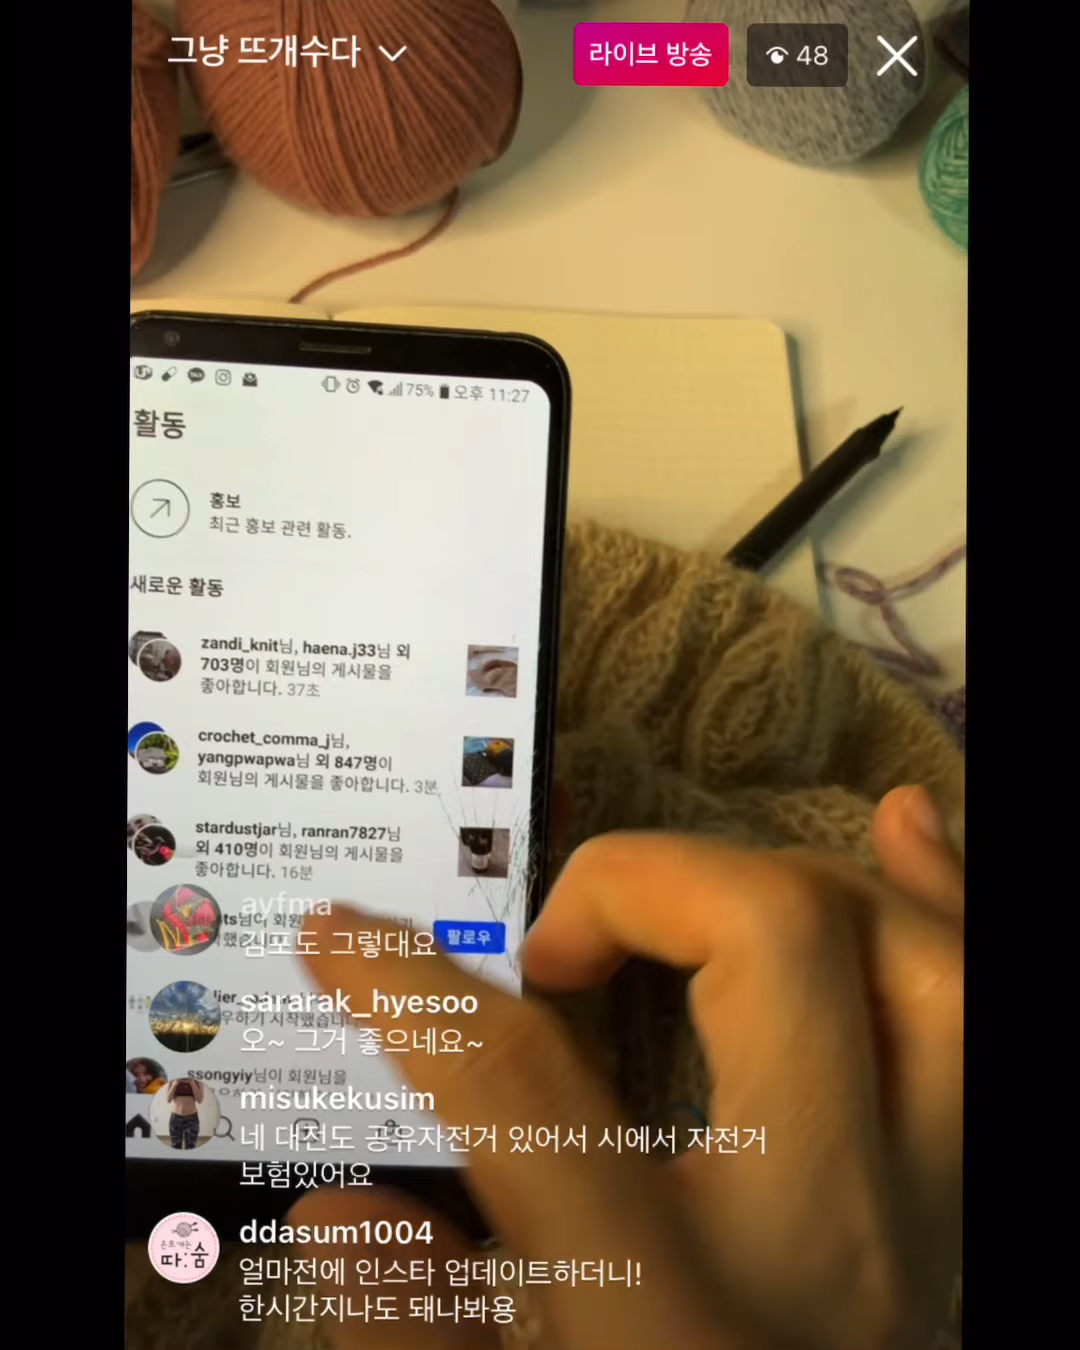 그냥 뜨개수다
라이브 방송
48
75% 오후 11:27
활동
홍보
최근 홍보 관련 활동.
새로운 활동
zandi_knit님, haena.j33님 외
703명이 회원님의 게시물을
좋아합니다. 37초
crochet_comma_j님,
yangpwapwa님 외 847명이
회원님의 게시물을 좋아합니다. 3분
stardustjar님, ranran7827님
외 410명이 회원님의 게시물을
좋아합니다. 16분
팔로우
ayfma
김포도 그렇대요
sararak_hyesoo
오~ 그거 좋으네요~
ssongyiy님이 회원님을
misukekusim
네 대전도 공유자전거 있어서 시에서 자전거
보험있어요
따숨
ddasum1004
얼마전에 인스타 업데이트하더니!
한시간지나도 돼나봐용